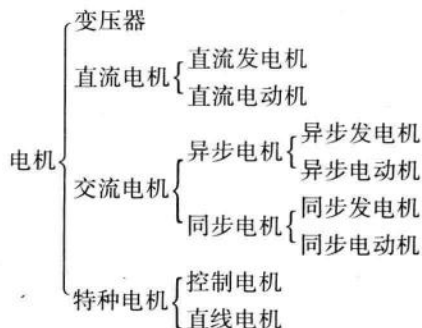 变压器
直流发电机
直流电机
直流电动机
异步发电机
异步电机
异步电动机
电机
交流电机
同步发电机
同步电机
同步电动机
控制电机
特种电机
直线电机